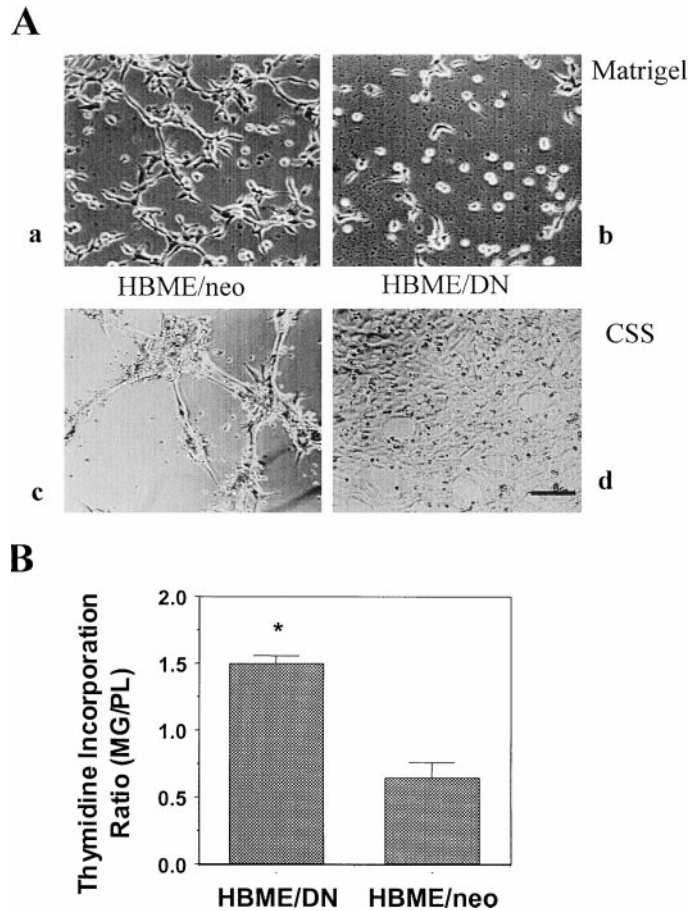 A
Matrigel
a
b
HBME/neo
HBME/DN
CSS
c
d
B
Thymidine Incorporation
Ratio (MG/PL)
2.0
1.5
1.0
0.5
0.0
*
HBME/DN
HBME/neo